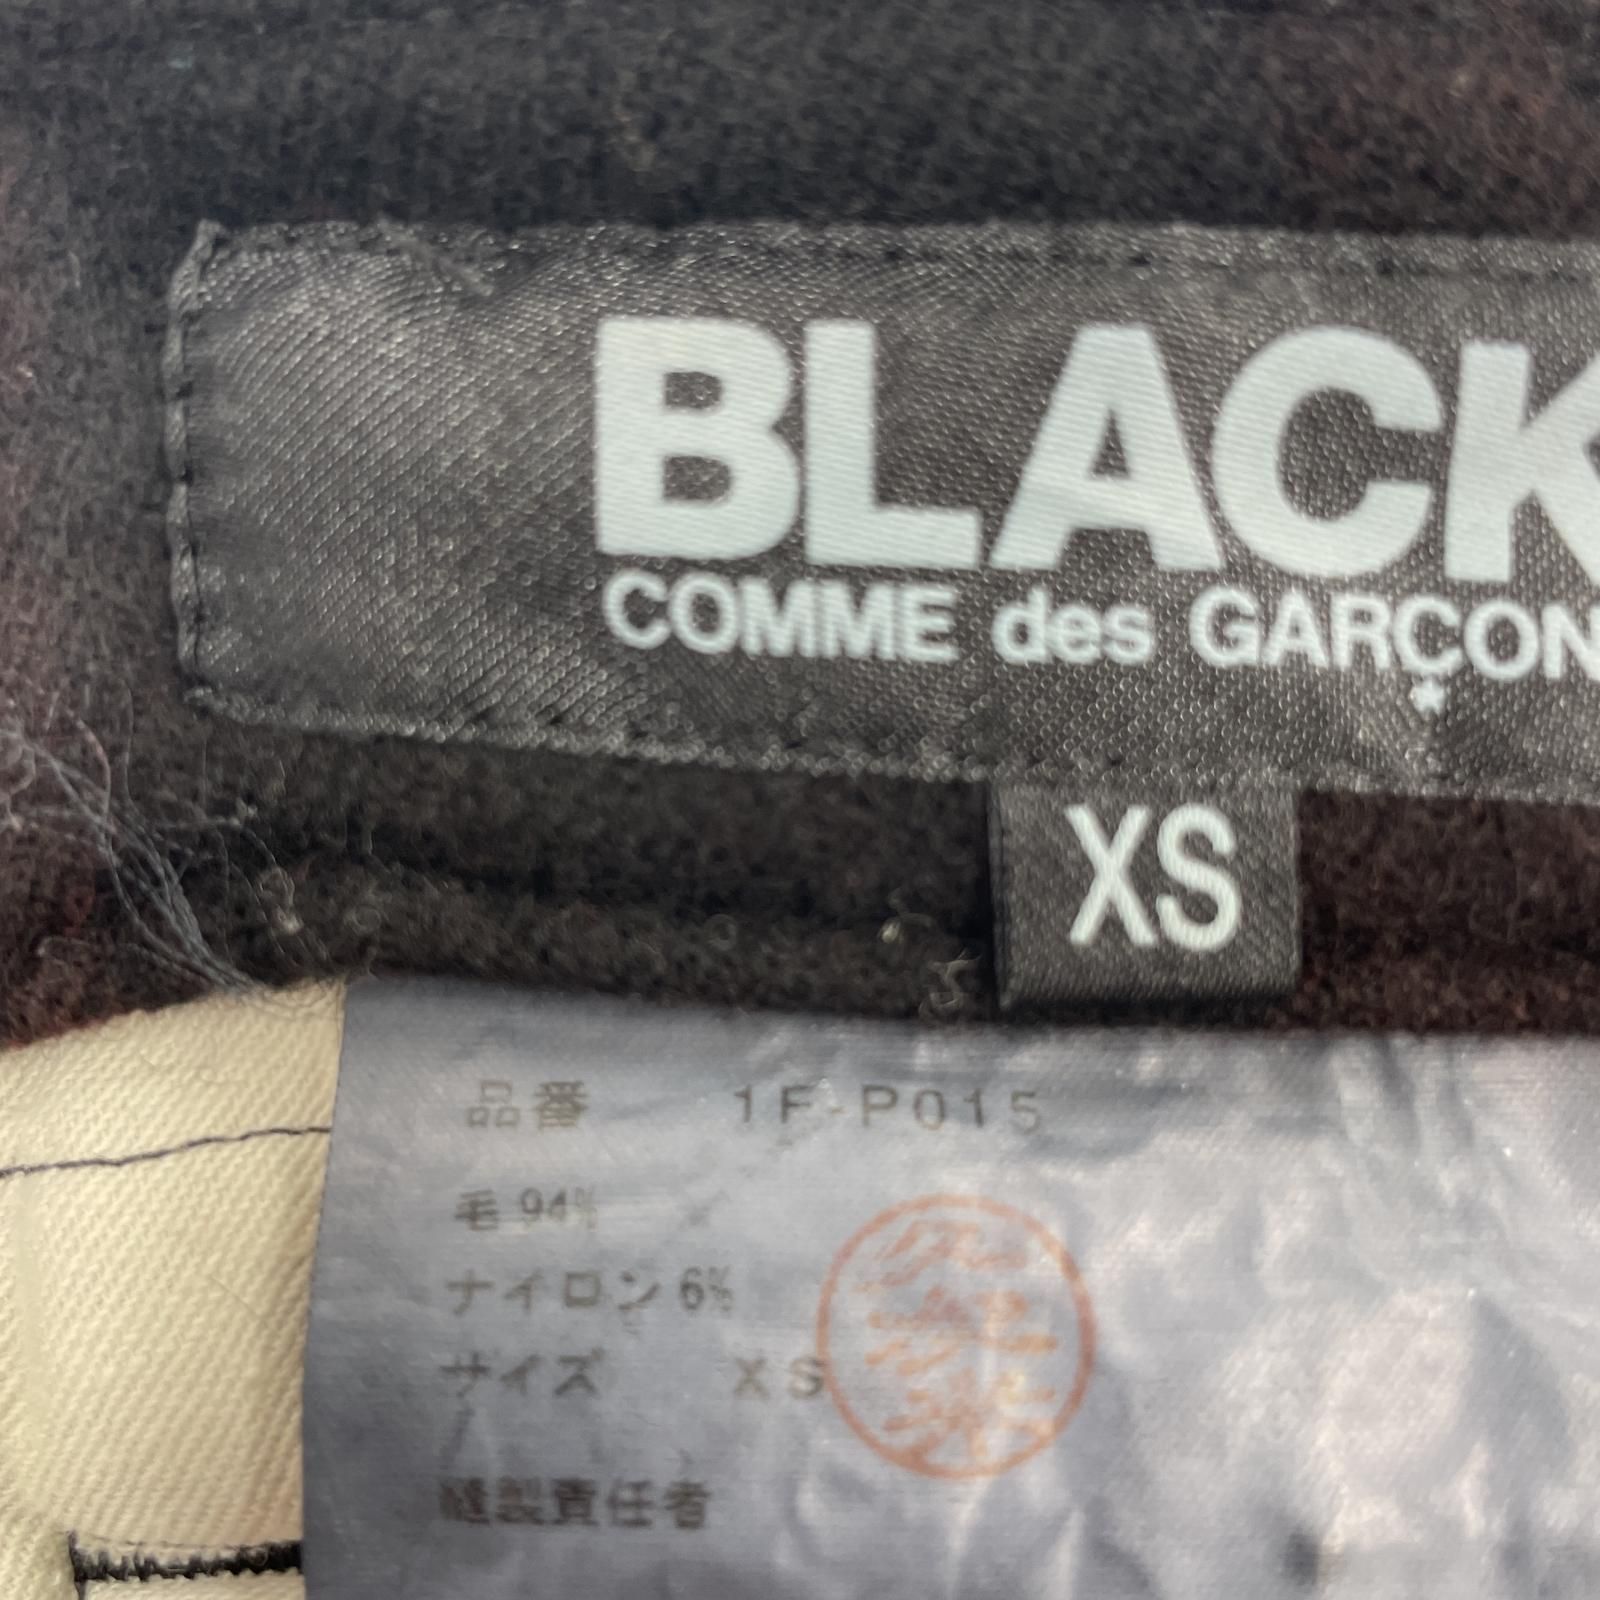 BLACK
COMME des GARÇON
XS
品番 1F-P015
毛 94%
ナイロン 6%
サイズ XS
縫製責任者